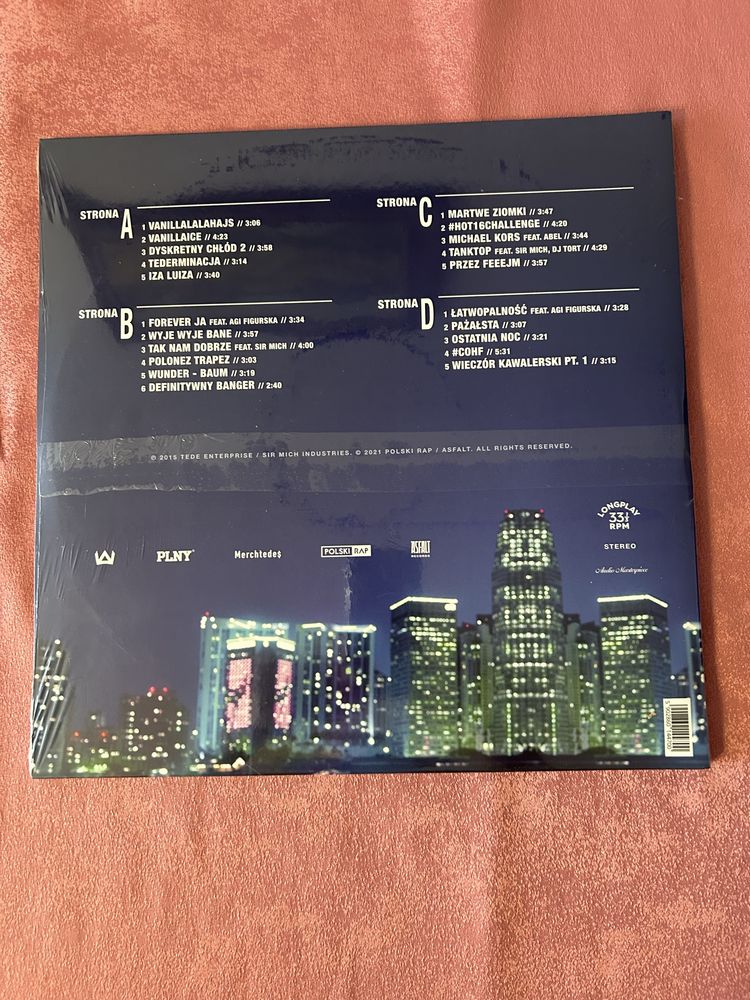 STRONA A
1 VANILLALALAHAJS // 3:06
2 VANILLAICE // 4:23
3 DYSKRETNY CHŁÓD 2 // 3:58
4 TEDERMINACJA // 3:14
5 IZA LUIZA // 3:40
STRONA B
1 FOREVER JA FEAT. AGI FIGURSKA // 3:34
2 WYJE WYJE BANE // 3:57
3 TAK NAM DOBRZE FEAT. SIR MICH // 4:00
4 POLONEZ TRAPEZ // 3:03
5 WUNDER - BAUM // 3:19
6 DEFINITYWNY BANGER // 2:40
STRONA C
1 MARTWE ZIOMKI // 3:47
2 #HOT16CHALLENGE // 4:20
3 MICHAEL KORS FEAT. ABEL // 3:44
4 TANKTOP FEAT. SIR MICH, DJ TORT // 4:29
5 PRZEZ FEEEJM // 3:57
STRONA D
1 ŁATWOPALNOŚĆ FEAT. AGI FIGURSKA // 3:28
2 PAŻAŁSTA // 3:07
3 OSTATNIA NOC // 3:21
4 #COHF // 5:31
5 WIECZÓR KAWALERSKI PT. 1 // 3:15
© 2015 TEDE ENTERPRISE / SIR MICH INDUSTRIES. © 2021 POLSKI RAP / ASFALT. ALL RIGHTS RESERVED.
PLNY
Merchtede$
POLSKI RAP
ASFALT
RECORDS
LONGPLAY
33⅓
RPM
STEREO
Audio Masterpiece